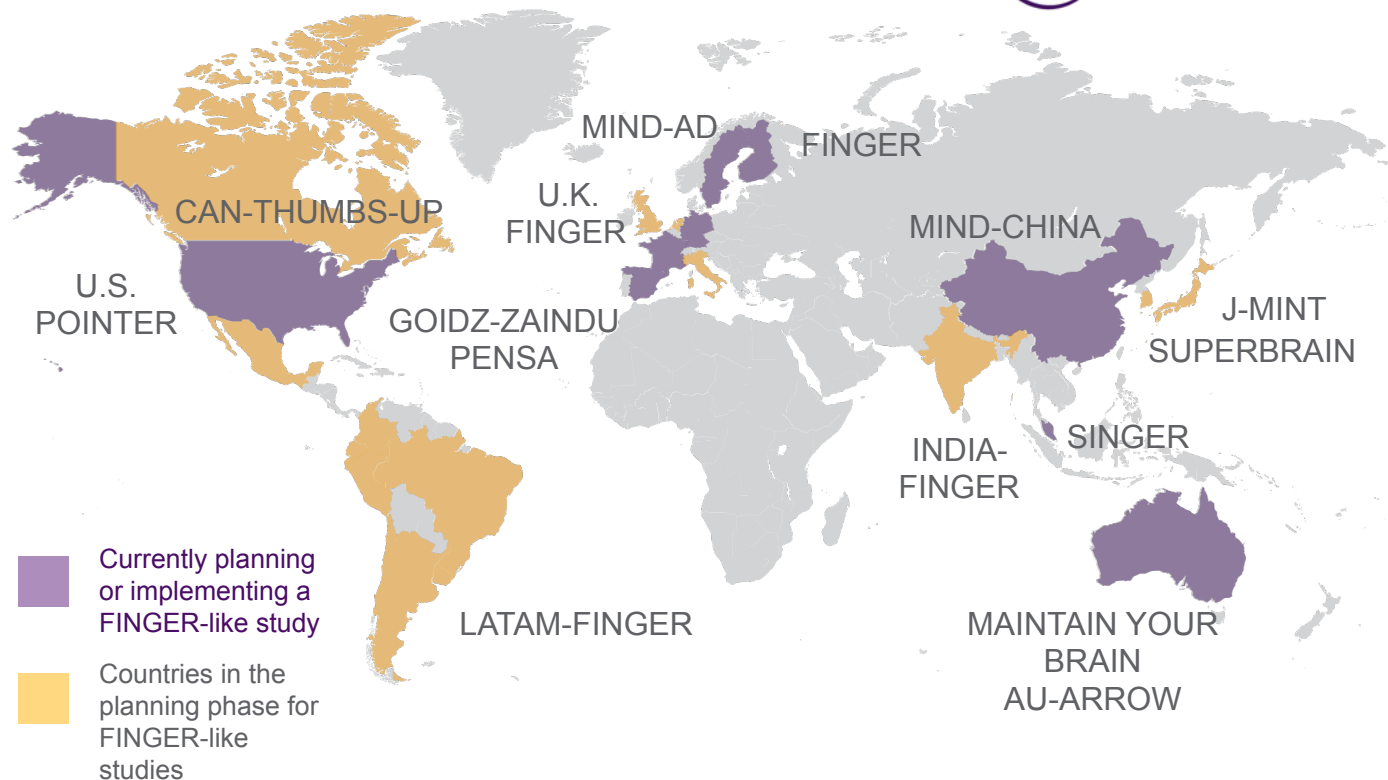 MIND-AD
FINGER
CAN-THUMBS-UP
U.K.
FINGER
MIND-CHINA
U.S.
POINTER
GOIDZ-ZAINDU
PENSA
J-MINT
SUPERBRAIN
INDIA-
FINGER
SINGER
LATAM-FINGER
MAINTAIN YOUR
BRAIN
AU-ARROW
Currently planning
or implementing a
FINGER-like study
Countries in the
planning phase for
FINGER-like
studies